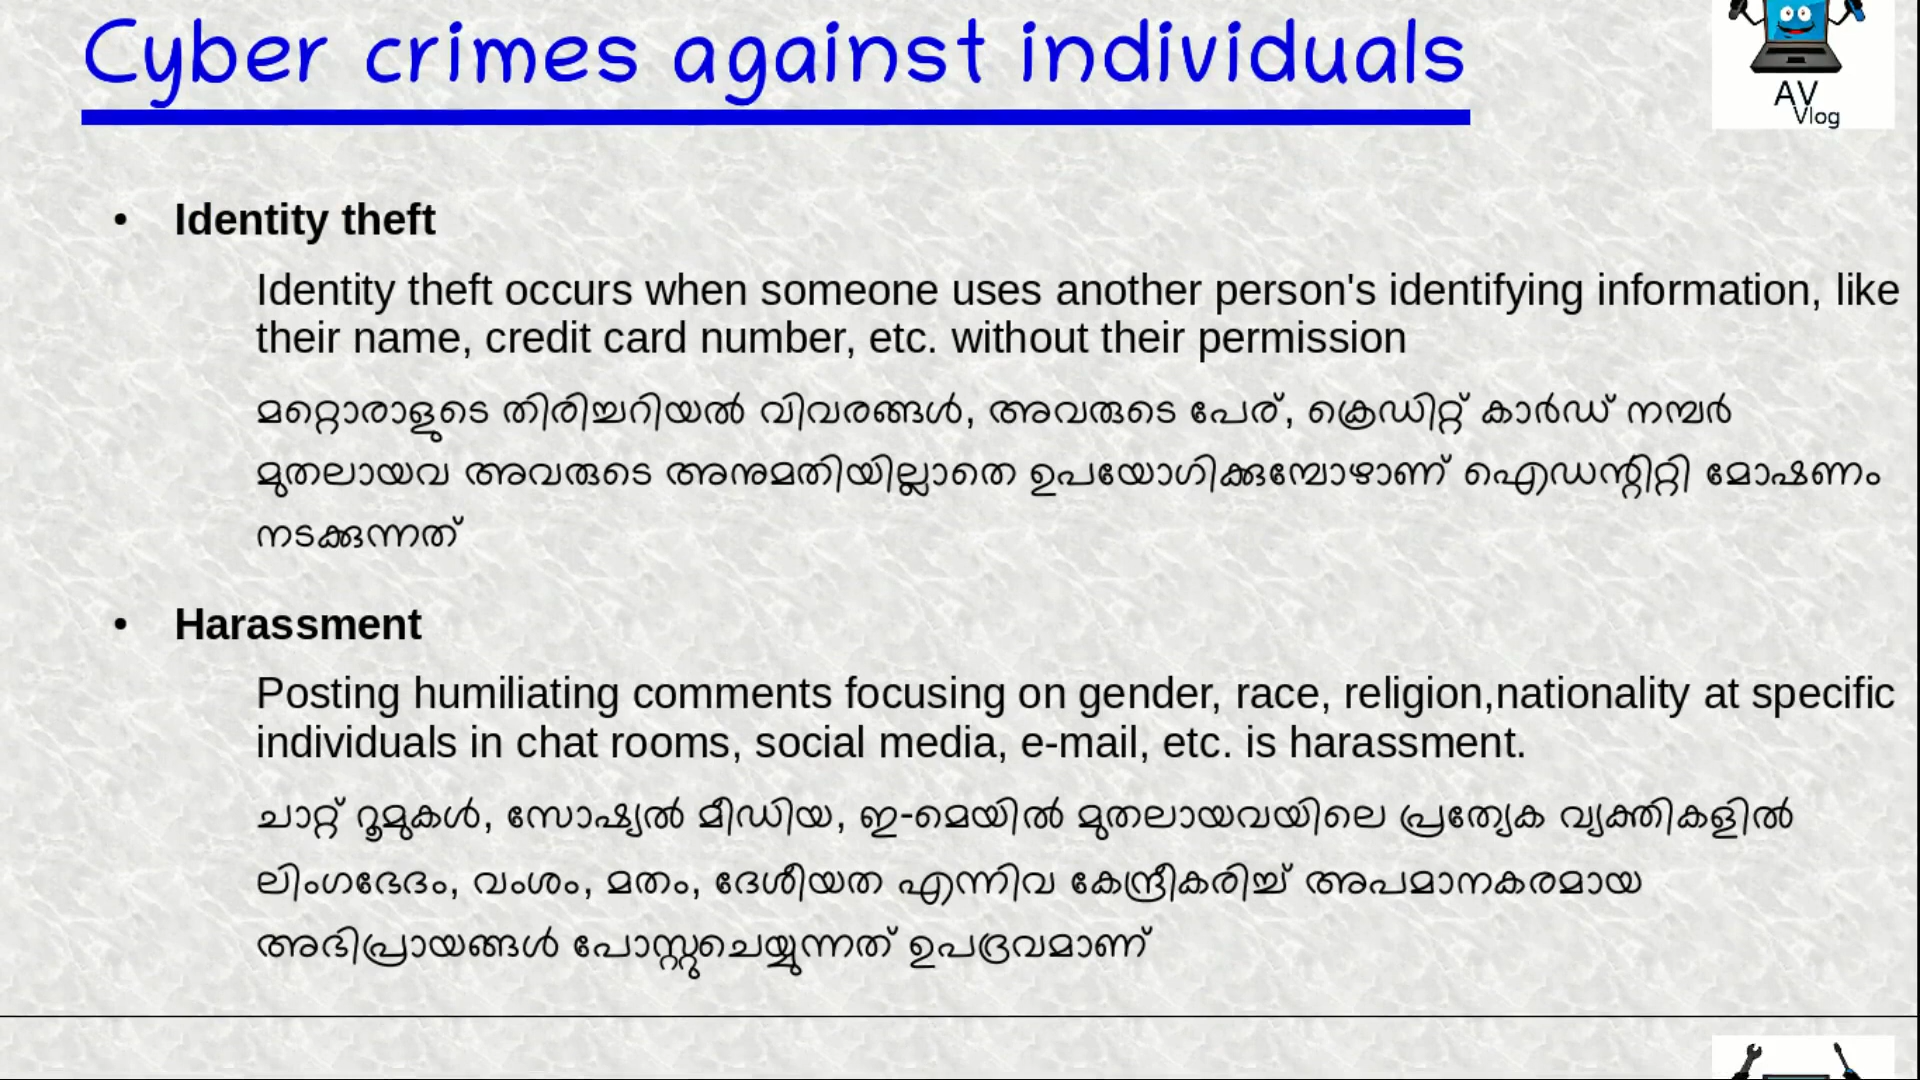 Cyber crimes against individuals
AV
Vlog
• Identity theft
Identity theft occurs when someone uses another person's identifying information, like
their name, credit card number, etc. without their permission
മറ്റൊരാളുടെ തിരിച്ചറിയൽ വിവരങ്ങൾ, അവരുടെ പേര്, ക്രെഡിറ്റ് കാർഡ് നമ്പർ
മുതലായവ അവരുടെ അനുമതിയില്ലാതെ ഉപയോഗിക്കുമ്പോഴാണ് ഐഡന്റിറ്റി മോഷണം
നടക്കുന്നത്
• Harassment
Posting humiliating comments focusing on gender, race, religion,nationality at specific
individuals in chat rooms, social media, e-mail, etc. is harassment.
ചാറ്റ് റൂമുകൾ, സോഷ്യൽ മീഡിയ, ഇ-മെയിൽ മുതലായവയിലെ പ്രത്യേക വ്യക്തികളിൽ
ലിംഗഭേദം, വംശം, മതം, ദേശീയത എന്നിവ കേന്ദ്രീകരിച്ച് അപമാനകരമായ
അഭിപ്രായങ്ങൾ പോസ്റ്റുചെയ്യുന്നത് ഉപദ്രവമാണ്